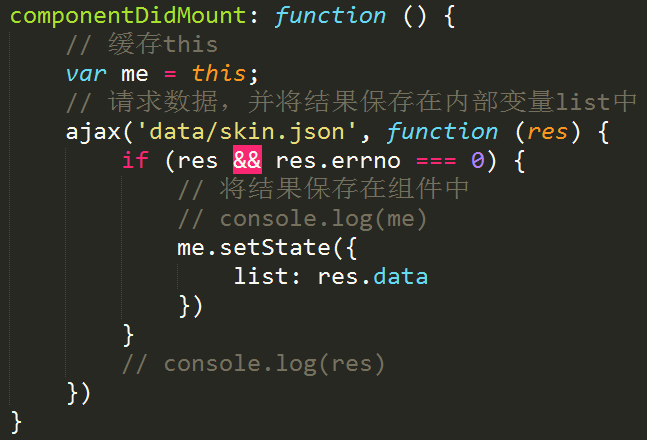 componentDidMount: function () {
// 缓存this
var me = this;
// 请求数据，并将结果保存在内部变量list中
ajax('data/skin.json', function (res) {
if (res && res.errno === 0) {
// 将结果保存在组件中
// console.log(me)
me.setState({
list: res.data
})
}
// console.log(res)
})
}